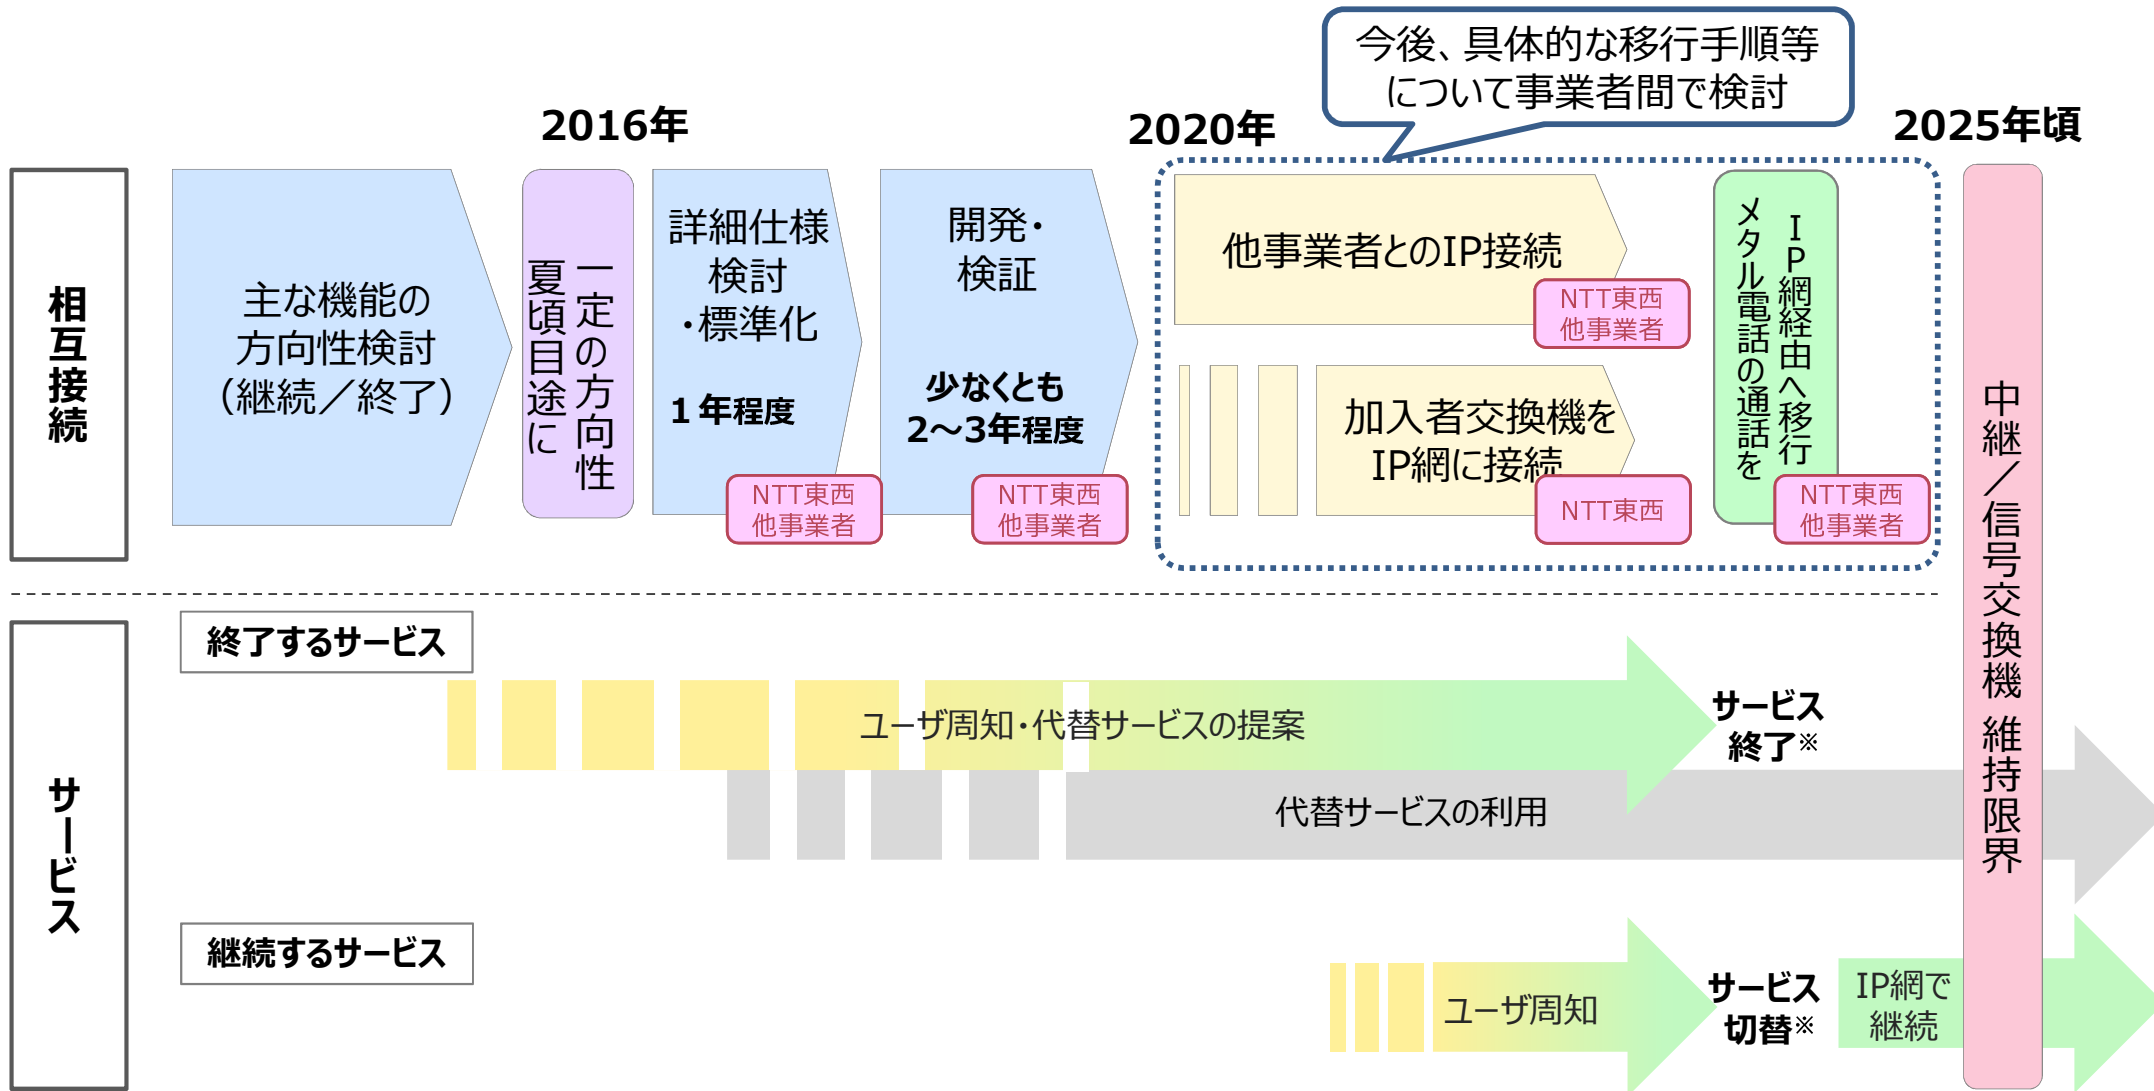 今後、具体的な移行手順等
について事業者間で検討
2016年
2020年
2025年頃
相互接続
主な機能の
方向性検討
（継続／終了）
一定の方向性
夏頃目途に
詳細仕様
検討
・標準化
１年程度
NTT東西
他事業者
開発・
検証
少なくとも
2～3年程度
NTT東西
他事業者
他事業者とのIP接続
NTT東西
他事業者
加入者交換機を
IP網に接続
NTT東西
メタル電話の通話を
ＩＰ網経由へ移行
NTT東西
他事業者
中継／信号交換機 維持限界
サービス
終了するサービス
ユーザ周知・代替サービスの提案
サービス
終了※
代替サービスの利用
継続するサービス
ユーザ周知
サービス
切替※
IP網で
継続